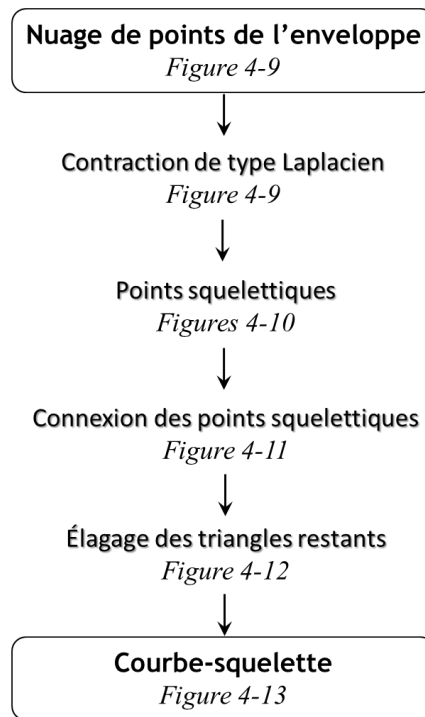 Nuage de points de l'enveloppe
Figure 4-9
Contraction de type Laplacien
Figure 4-9
Points squelettiques
Figures 4-10
Connexion des points squelettiques
Figure 4-11
Élagage des triangles restants
Figure 4-12
Courbe-squelette
Figure 4-13